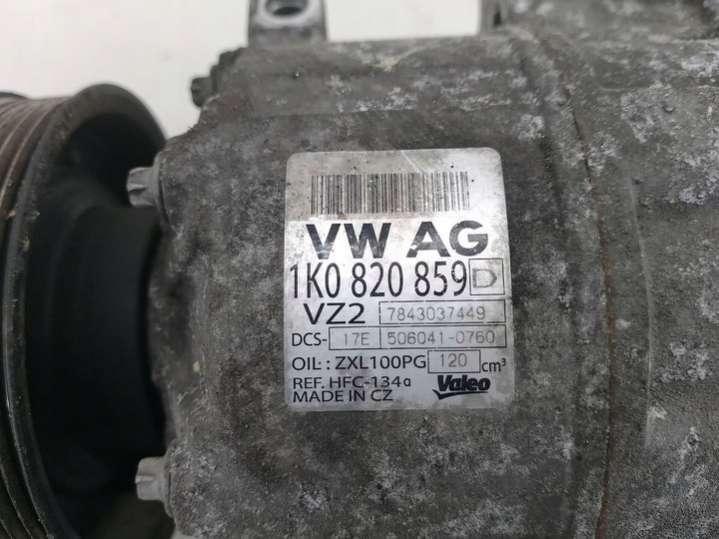 VW AG
1K0 820 859 D
VZ2 7843037449
DCS- 17E 506041-0760
OIL : ZXL100PG 120 cm³
REF. HFC-134a
MADE IN CZ Valeo